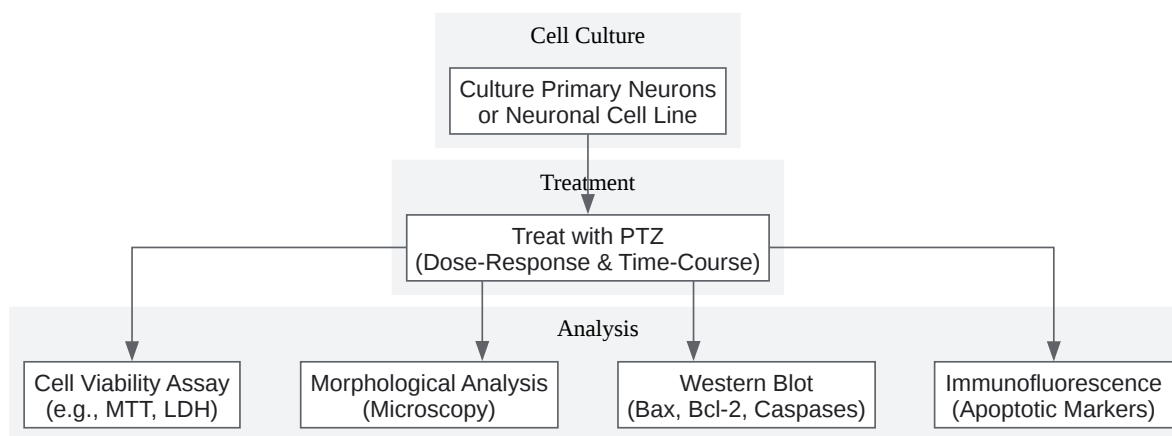 Cell Culture
Culture Primary Neurons
or Neuronal Cell Line
Treatment
Treat with PTZ
(Dose-Response & Time-Course)
Analysis
Cell Viability Assay
(e.g., MTT, LDH)
Morphological Analysis
(Microscopy)
Western Blot
(Bax, Bcl-2, Caspases)
Immunofluorescence
(Apoptotic Markers)